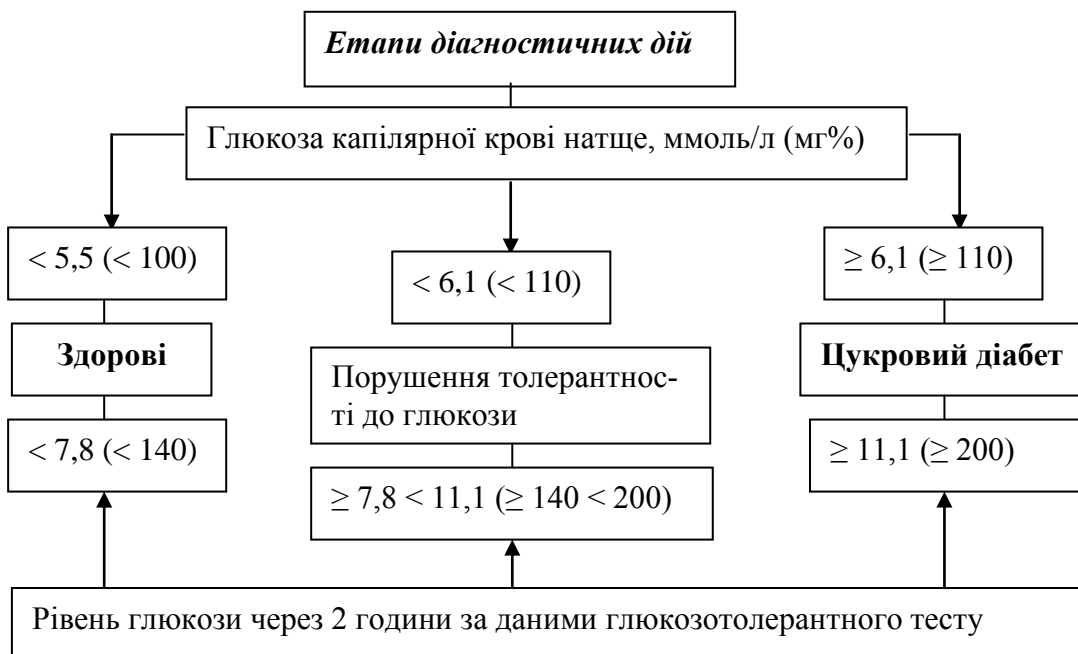 Етапи діагностичних дій
Глюкоза капілярної крові натще, ммоль/л (мг%)
< 5,5 (< 100)
< 6,1 (< 110)
≥ 6,1 (≥ 110)
Здорові
Порушення толерантнос-
ті до глюкози
Цукровий діабет
< 7,8 (< 140)
≥ 7,8 < 11,1 (≥ 140 < 200)
≥ 11,1 (≥ 200)
Рівень глюкози через 2 години за даними глюкозотолерантного тесту